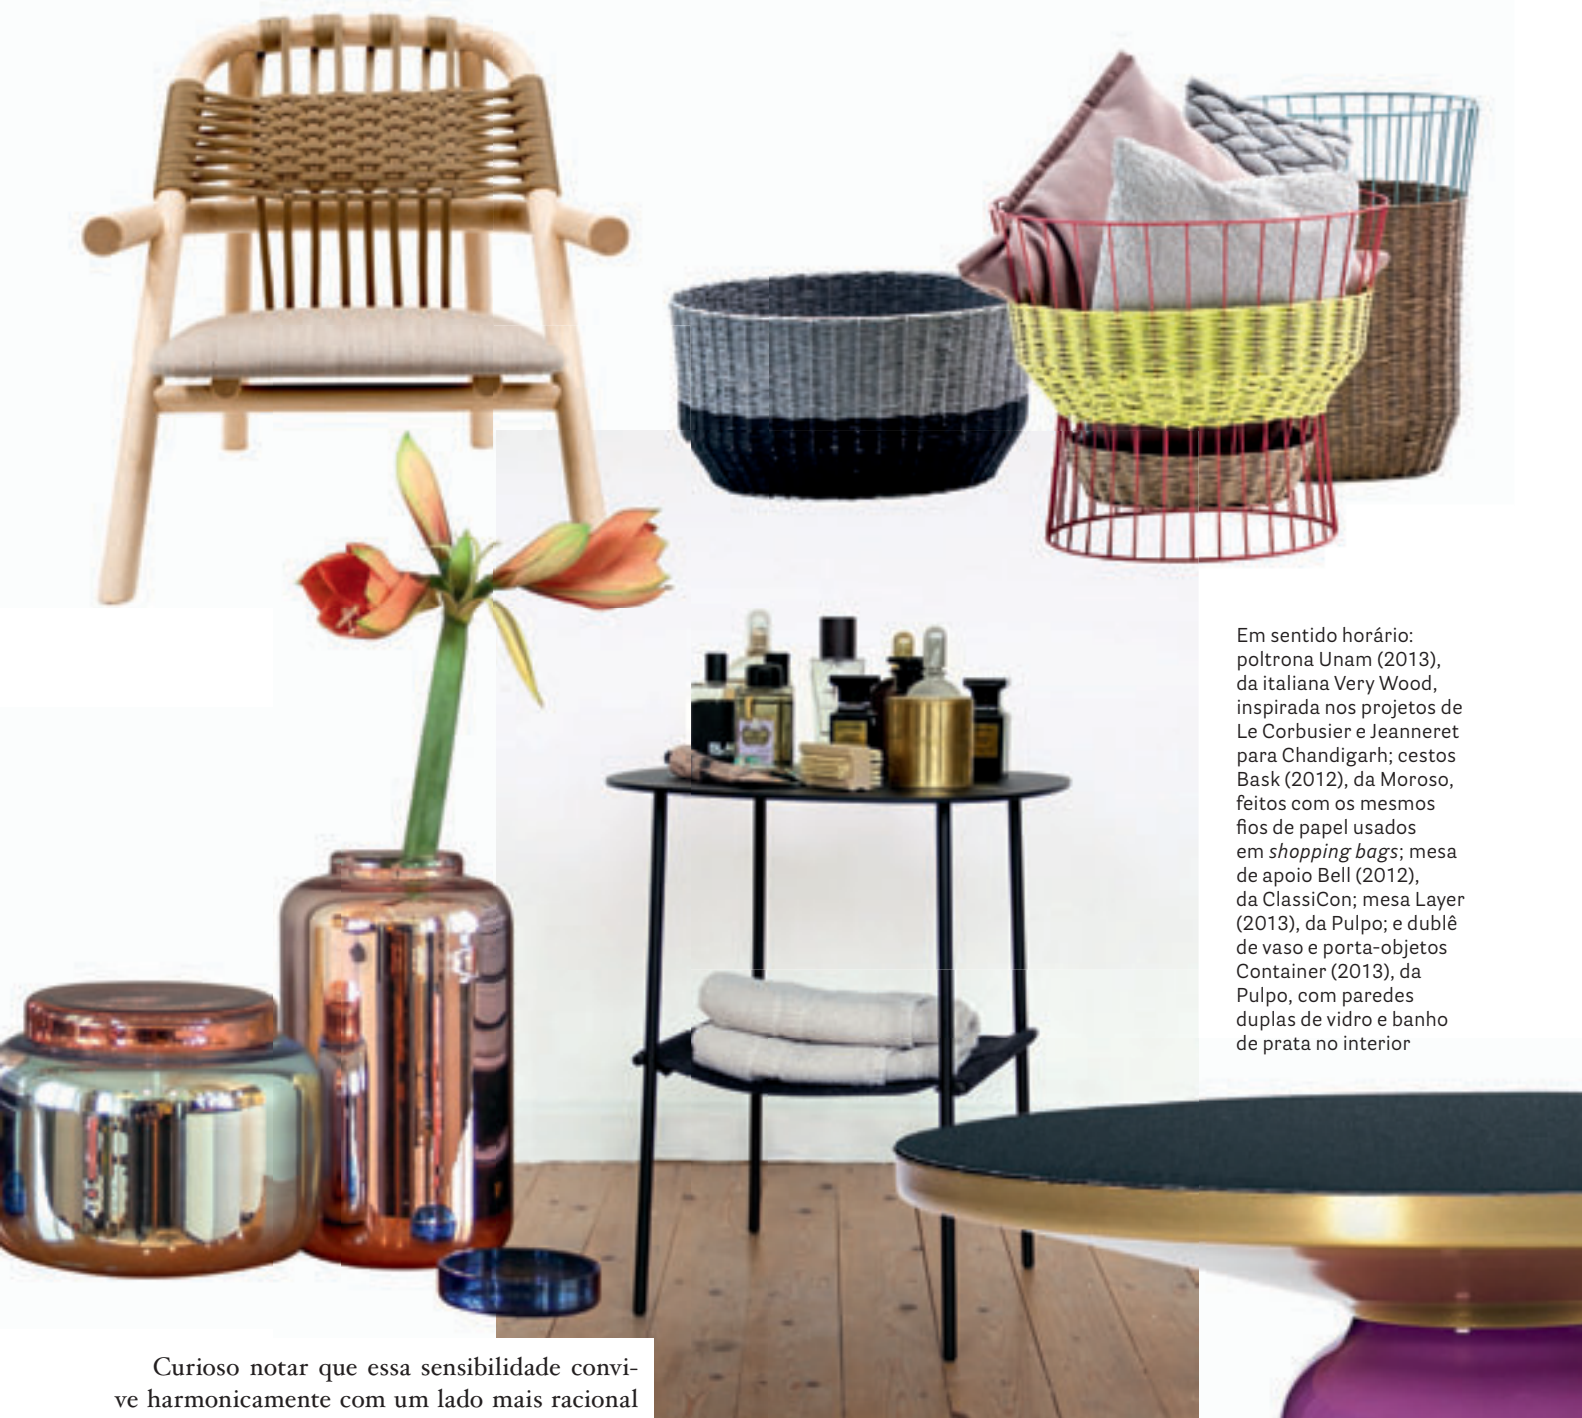 Em sentido horário:
poltrona Unam (2013),
da italiana Very Wood,
inspirada nos projetos de
Le Corbusier e Jeanneret
para Chandigarh; cestos
Bask (2012), da Moroso,
feitos com os mesmos
fios de papel usados
em shopping bags; mesa
de apoio Bell (2012),
da ClassiCon; mesa Layer
(2013), da Pulpo; e dublê
de vaso e porta-objetos
Container (2013), da
Pulpo, com paredes
duplas de vidro e banho
de prata no interior
Curioso notar que essa sensibilidade convi-
ve harmonicamente com um lado mais racional